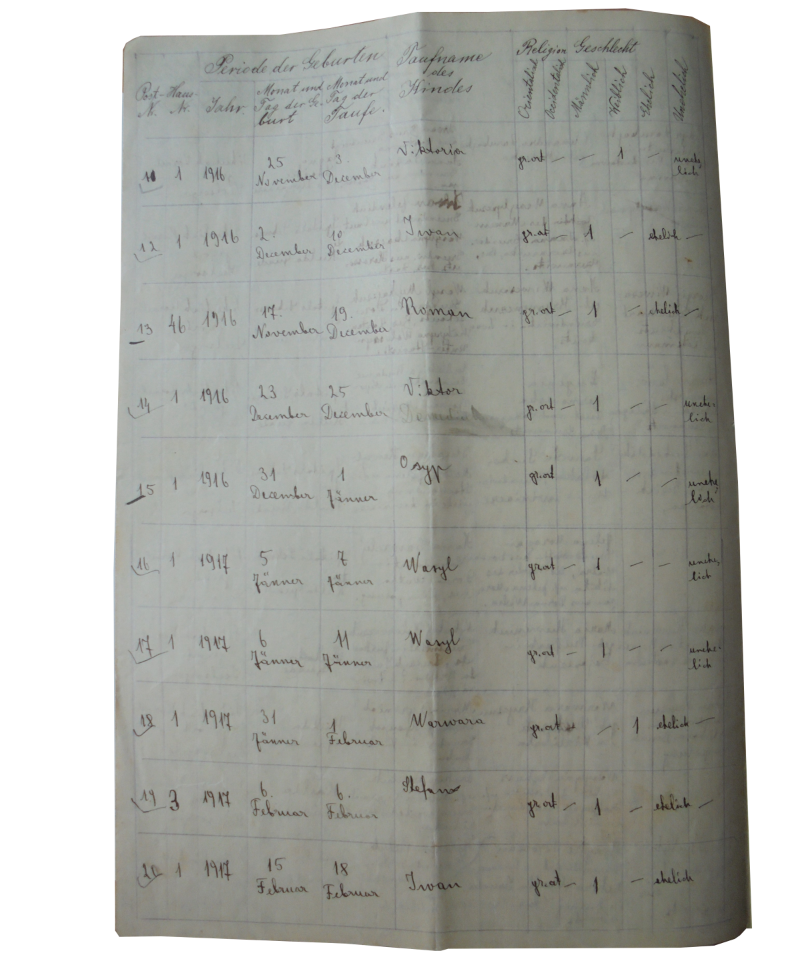 Periode der Geburten Taufname des Kindes Religion Geschlecht
Post-N. Haus-N. Jahr Monat und Tag der Geburt Monat und Tag der Taufe. Orientalisch Occidentalisch Männlich Weiblich Ehelich Unehelich
11 1 1916 25 November 3 December Viktoria gr.ort — — 1 — unehelich
12 1 1916 2. December 10 December Iwan gr.ort — 1 — ehelich —
13 46 1916 17. November 19. December Roman gr.ort — 1 — ehelich —
14 1 1916 23 December 25 December Viktor gr.ort — 1 — — unehelich
15 1 1916 31 December 1 Jänner Osyp gr.ort 1 — — unehelich
16 1 1917 5 Jänner 7 Jänner Wasyl gr.ort — 1 — — unehelich
17 1 1917 6 Jänner 11 Jänner Wasyl gr.ort — 1 — — unehelich
18 1 1917 31 Jänner 1 Februar Warwara gr.ort — — 1 ehelich —
19 3 1917 6. Februar 6. Februar Stefan gr.ort — 1 — ehelich —
20 1 1917 15 Februar 18 Februar Iwan gr.ort — 1 — ehelich